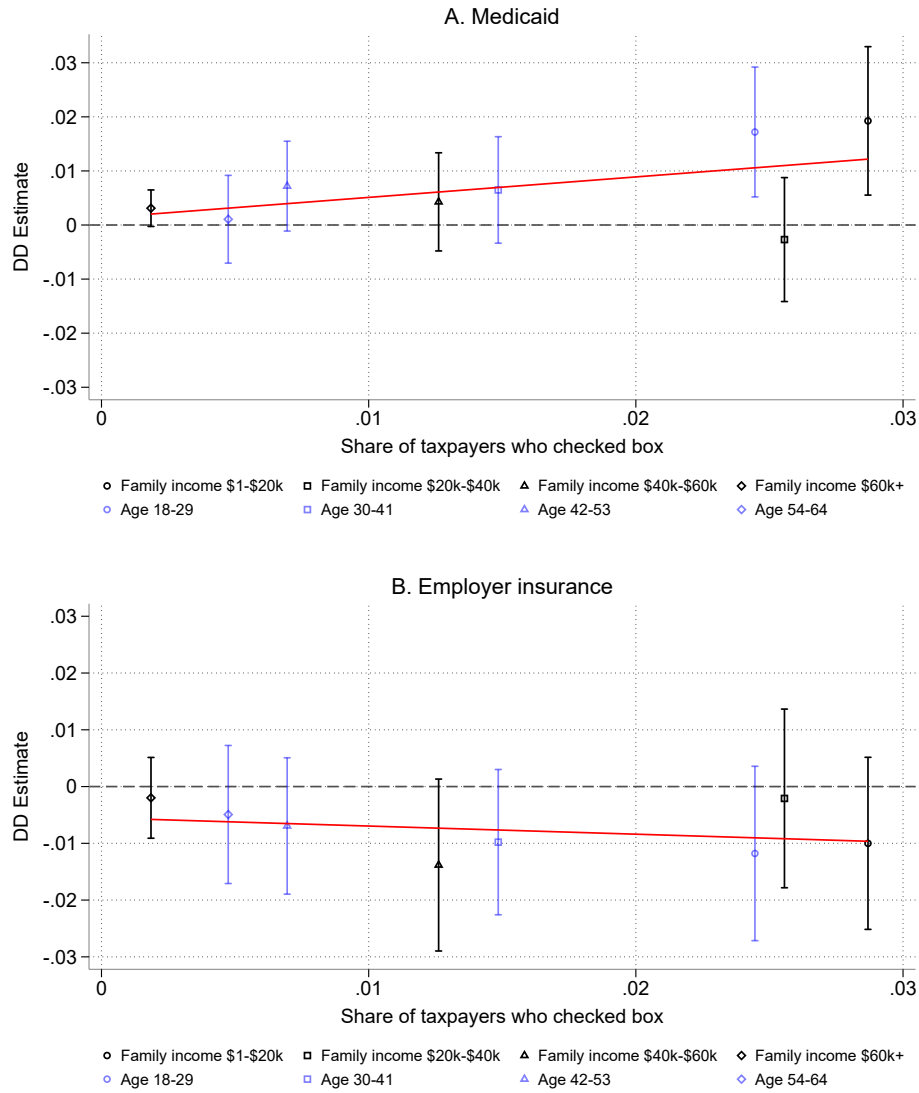 A. Medicaid
.03
.02
.01
0
-.01
-.02
-.03
DD Estimate
0 .01 .02 .03
Share of taxpayers who checked box
Family income $1-$20k Family income $20k-$40k Family income $40k-$60k Family income $60k+
Age 18-29 Age 30-41 Age 42-53 Age 54-64
B. Employer insurance
.03
.02
.01
0
-.01
-.02
-.03
DD Estimate
0 .01 .02 .03
Share of taxpayers who checked box
Family income $1-$20k Family income $20k-$40k Family income $40k-$60k Family income $60k+
Age 18-29 Age 30-41 Age 42-53 Age 54-64